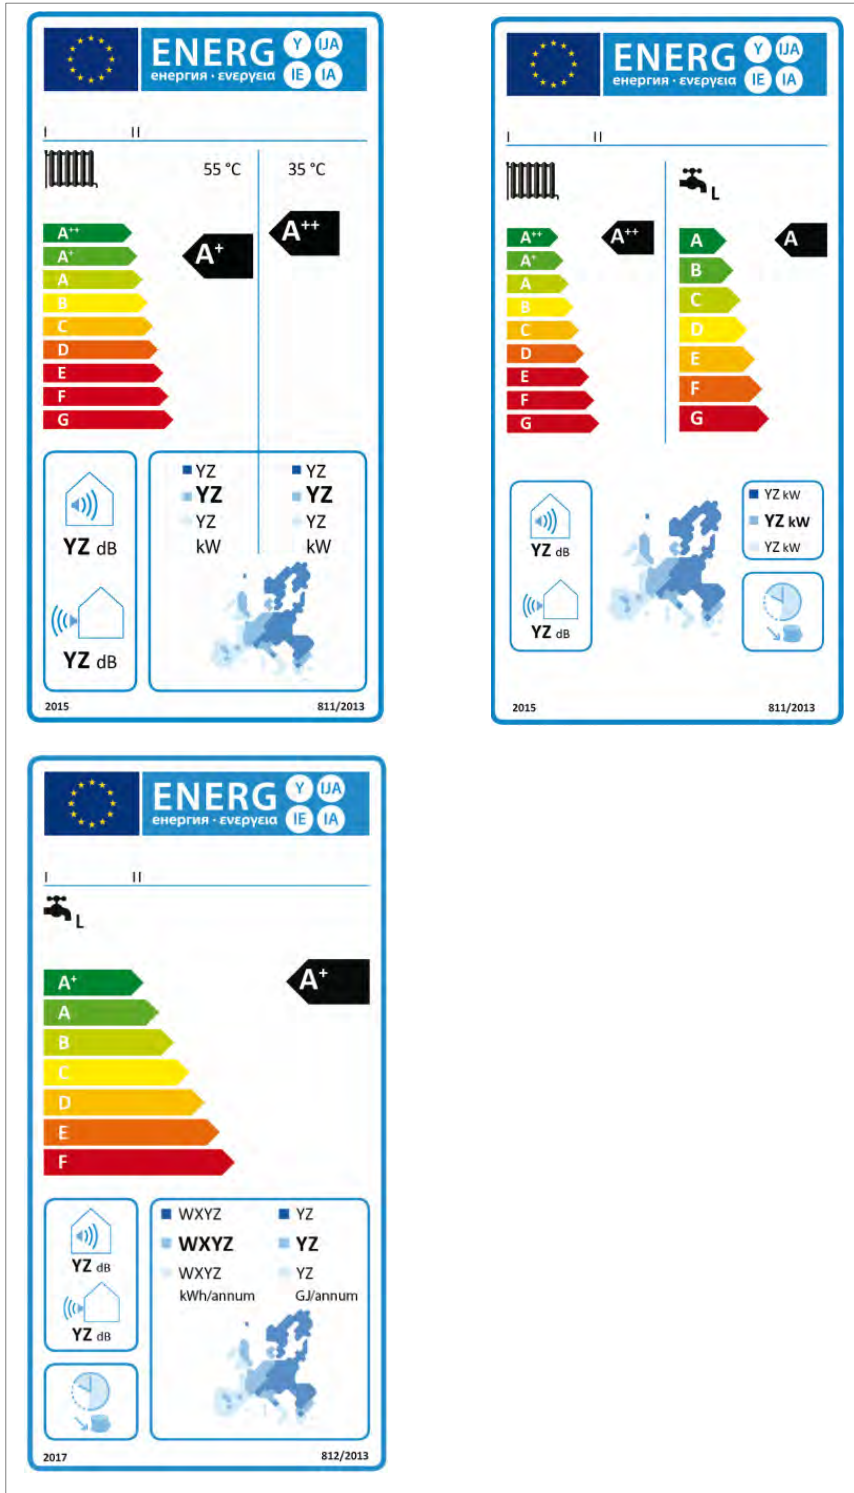 ENERG Y IJA
енергия · ενεργεια IE IA
I II
55 °C 35 °C
A++
A+
A
B
C
D
E
F
G
A+
A++
YZ dB
YZ dB
YZ YZ
YZ YZ
YZ YZ
kW kW
2015 811/2013
ENERG Y IJA
енергия · ενεργεια IE IA
I II
L
A++
A+
A
B
C
D
E
F
G
A++
A
B
C
D
E
F
G
A
YZ dB
YZ dB
YZ kW
YZ kW
YZ kW
2015 811/2013
ENERG Y IJA
енергия · ενεργεια IE IA
I II
L
A+
A
B
C
D
E
F
A+
YZ dB
YZ dB
WXYZ YZ
WXYZ YZ
WXYZ YZ
kWh/annum GJ/annum
2017 812/2013